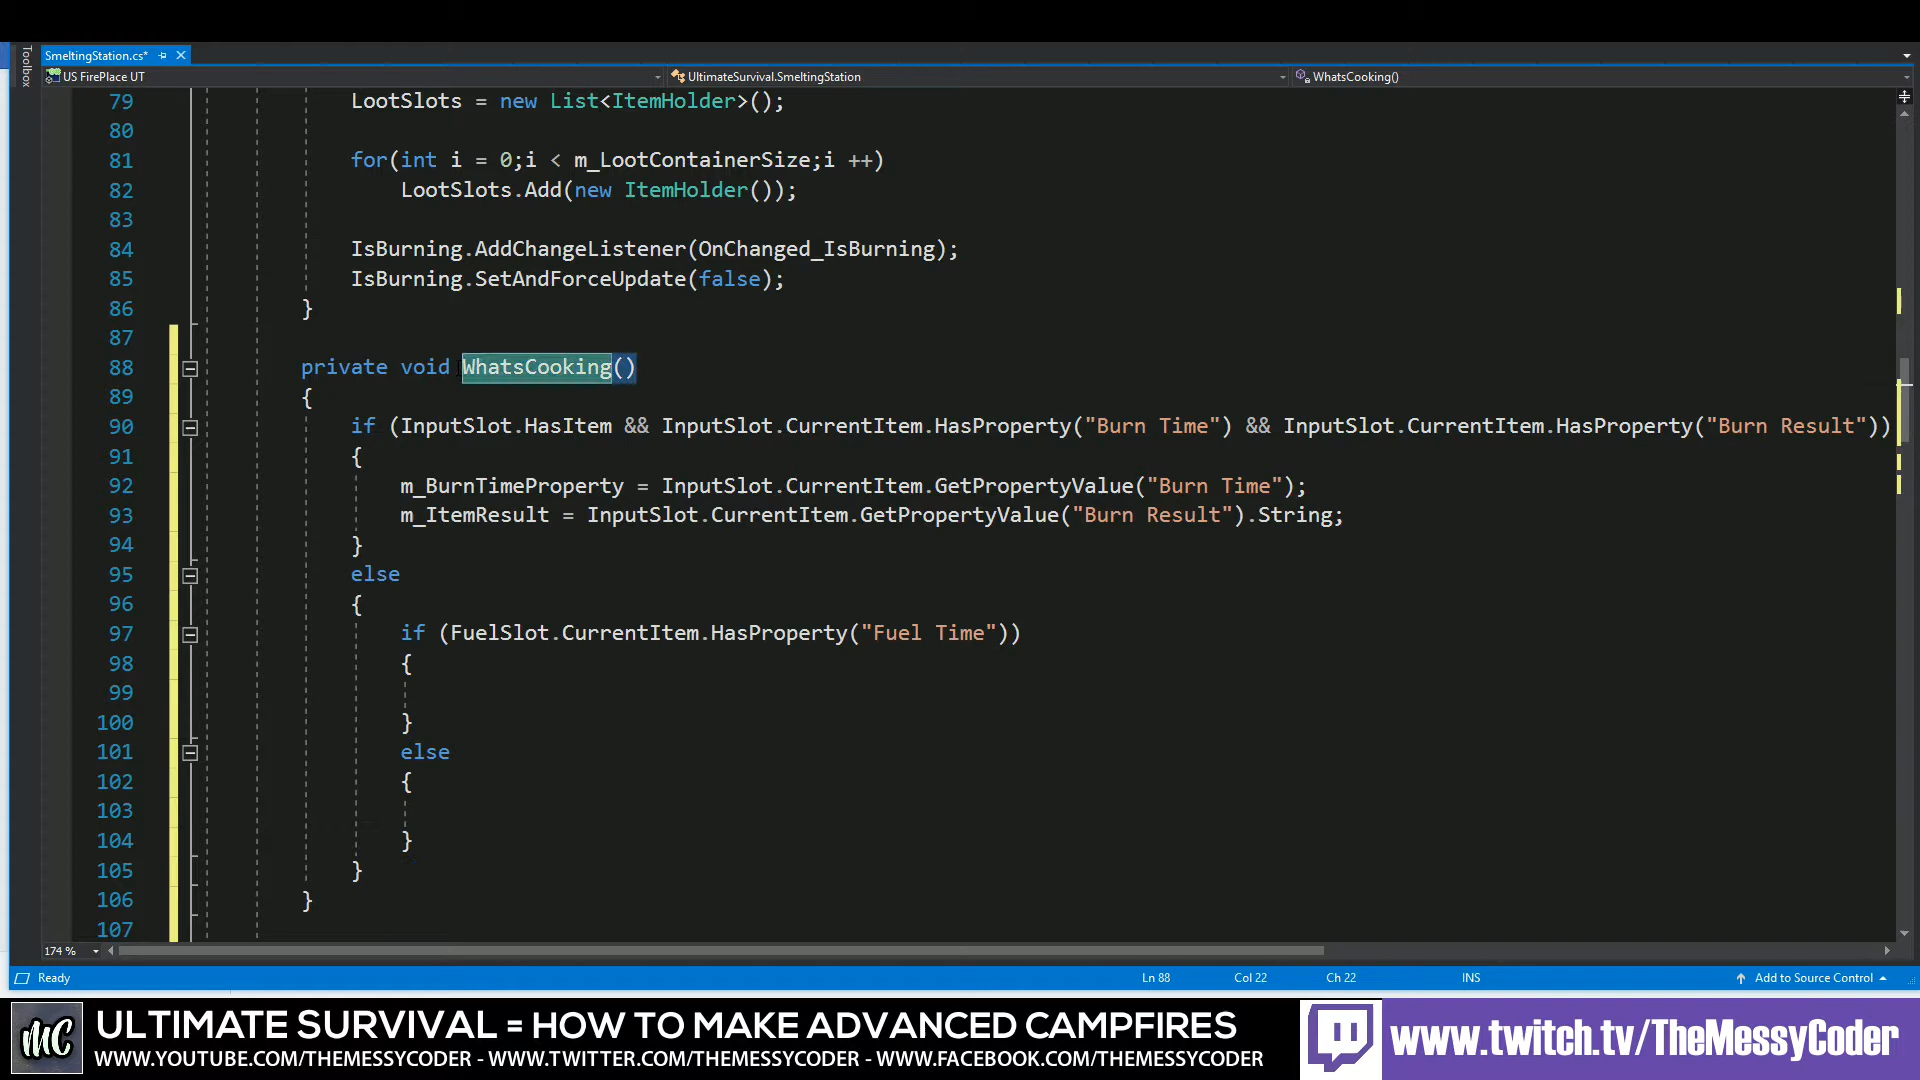 Toolbox
SmeltingStation.cs*
US FirePlace UT
UltimateSurvival.SmeltingStation
WhatsCooking()
79 LootSlots = new List<ItemHolder>();
80
81 for(int i = 0;i < m_LootContainerSize;i ++)
82 LootSlots.Add(new ItemHolder());
83
84 IsBurning.AddChangeListener(OnChanged_IsBurning);
85 IsBurning.SetAndForceUpdate(false);
86 }
87
88 private void WhatsCooking()
89 {
90 if (InputSlot.HasItem && InputSlot.CurrentItem.HasProperty("Burn Time") && InputSlot.CurrentItem.HasProperty("Burn Result"))
91 {
92 m_BurnTimeProperty = InputSlot.CurrentItem.GetPropertyValue("Burn Time");
93 m_ItemResult = InputSlot.CurrentItem.GetPropertyValue("Burn Result").String;
94 }
95 else
96 {
97 if (FuelSlot.CurrentItem.HasProperty("Fuel Time"))
98 {
99
100 }
101 else
102 {
103
104 }
105 }
106 }
107
174 %
Ready
Ln 88
Col 22
Ch 22
INS
Add to Source Control
MC
ULTIMATE SURVIVAL = HOW TO MAKE ADVANCED CAMPFIRES
WWW.YOUTUBE.COM/THEMESSYCODER - WWW.TWITTER.COM/THEMESSYCODER - WWW.FACEBOOK.COM/THEMESSYCODER
www.twitch.tv/TheMessyCoder